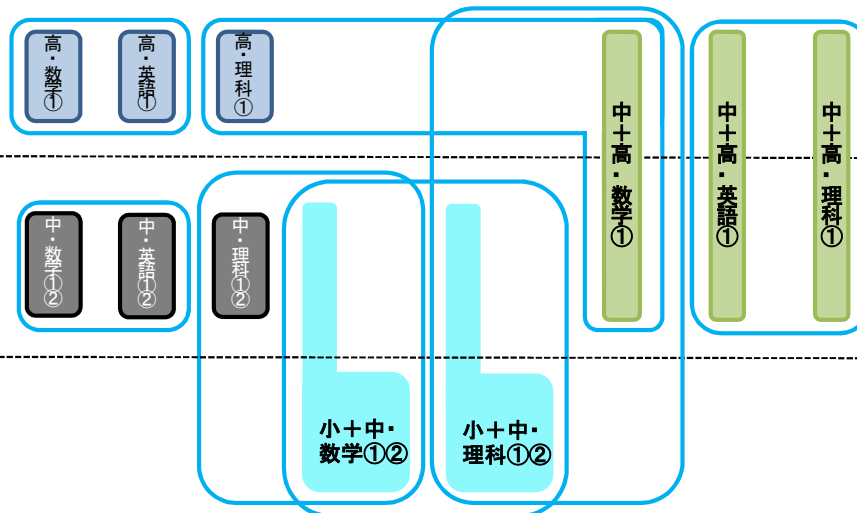 高・数学①
高・英語①
高・理科①
中＋高・数学①
中＋高・英語①
中＋高・理科①
中・数学①②
中・英語①②
中・理科①②
小＋中・
数学①②
小＋中・
理科①②